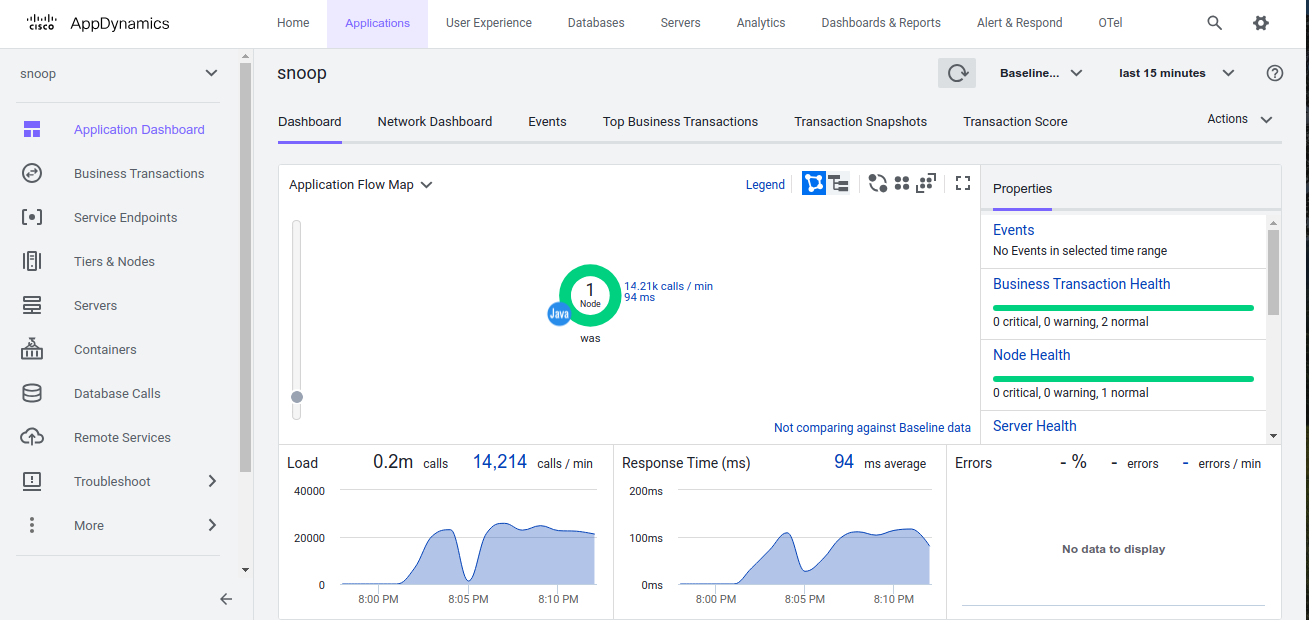 CISCO AppDynamics
Home Applications User Experience Databases Servers Analytics Dashboards & Reports Alert & Respond OTel
snoop
Application Dashboard
Business Transactions
Service Endpoints
Tiers & Nodes
Servers
Containers
Database Calls
Remote Services
Troubleshoot
More
snoop
Baseline... last 15 minutes
Dashboard Network Dashboard Events Top Business Transactions Transaction Snapshots Transaction Score Actions
Application Flow Map Legend
1
Node
Java
was
14.21k calls / min
94 ms
Not comparing against Baseline data
Properties
Events
No Events in selected time range
Business Transaction Health
0 critical, 0 warning, 2 normal
Node Health
0 critical, 0 warning, 1 normal
Server Health
Load 0.2m calls 14,214 calls / min
40000
20000
0
8:00 PM 8:05 PM 8:10 PM
Response Time (ms) 94 ms average
200ms
100ms
0ms
8:00 PM 8:05 PM 8:10 PM
Errors - % - errors - errors / min
No data to display